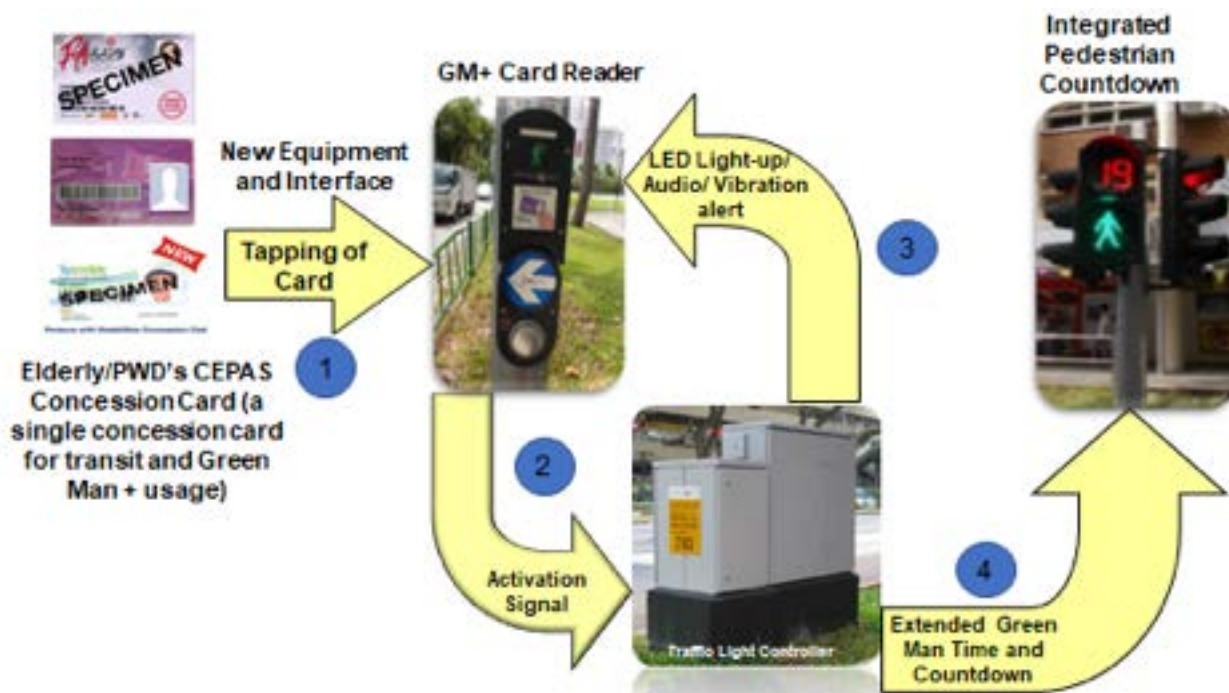 SPECIMEN
NEW
SPECIMEN
Elderly/PWD's CEPAS
Concession Card (a
single concession card
for transit and Green
Man + usage)
New Equipment
and Interface
Tapping of
Card
1
GM+ Card Reader
2
Activation
Signal
LED Light-up/
Audio/ Vibration
alert
3
Traffic Light Controller
4
Extended Green
Man Time and
Countdown
Integrated
Pedestrian
Countdown
19